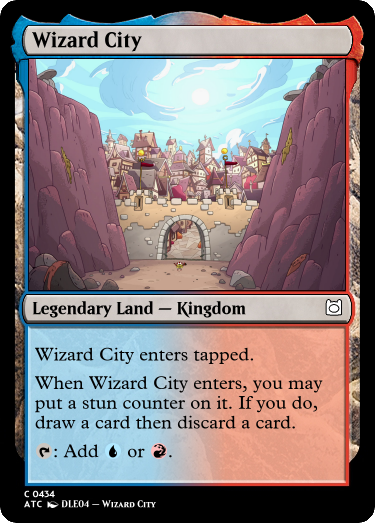 Wizard City
Legendary Land — Kingdom
Wizard City enters tapped.
When Wizard City enters, you may
put a stun counter on it. If you do,
draw a card then discard a card.
: Add or .
C 0434
ATC DLE04 — Wizard City